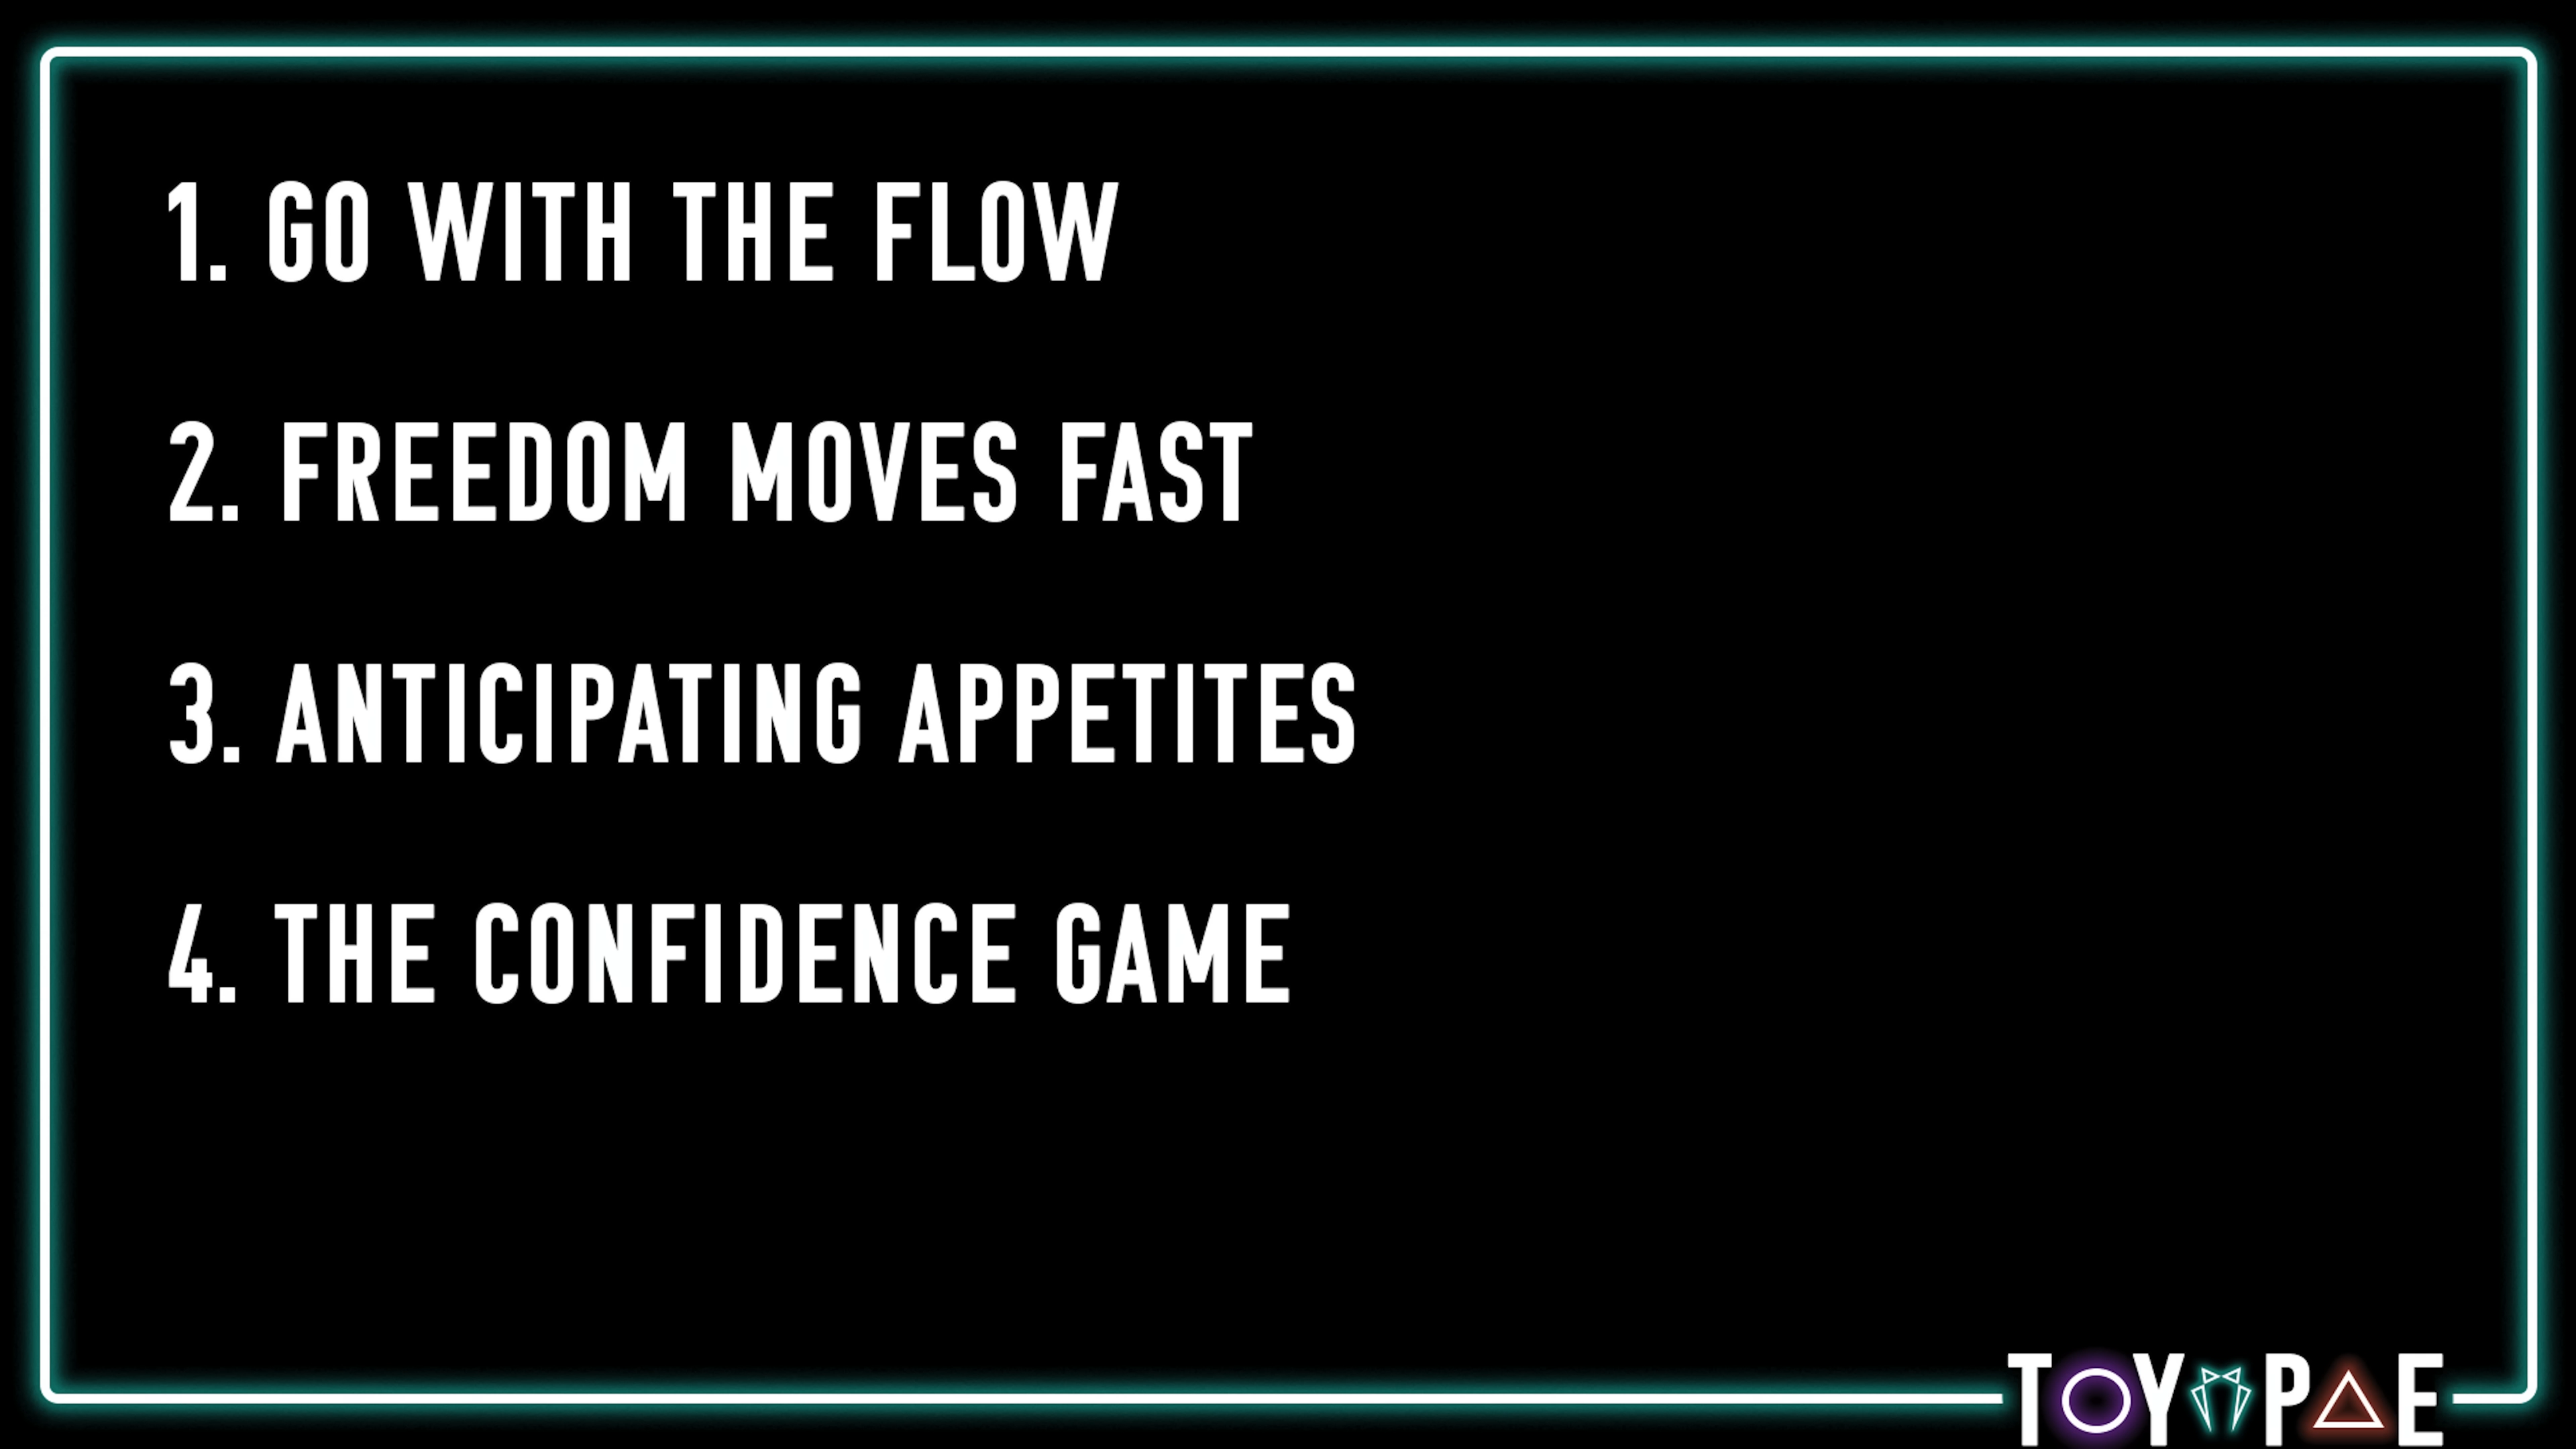 1. GO WITH THE FLOW
2. FREEDOM MOVES FAST
3. ANTICIPATING APPETITES
4. THE CONFIDENCE GAME